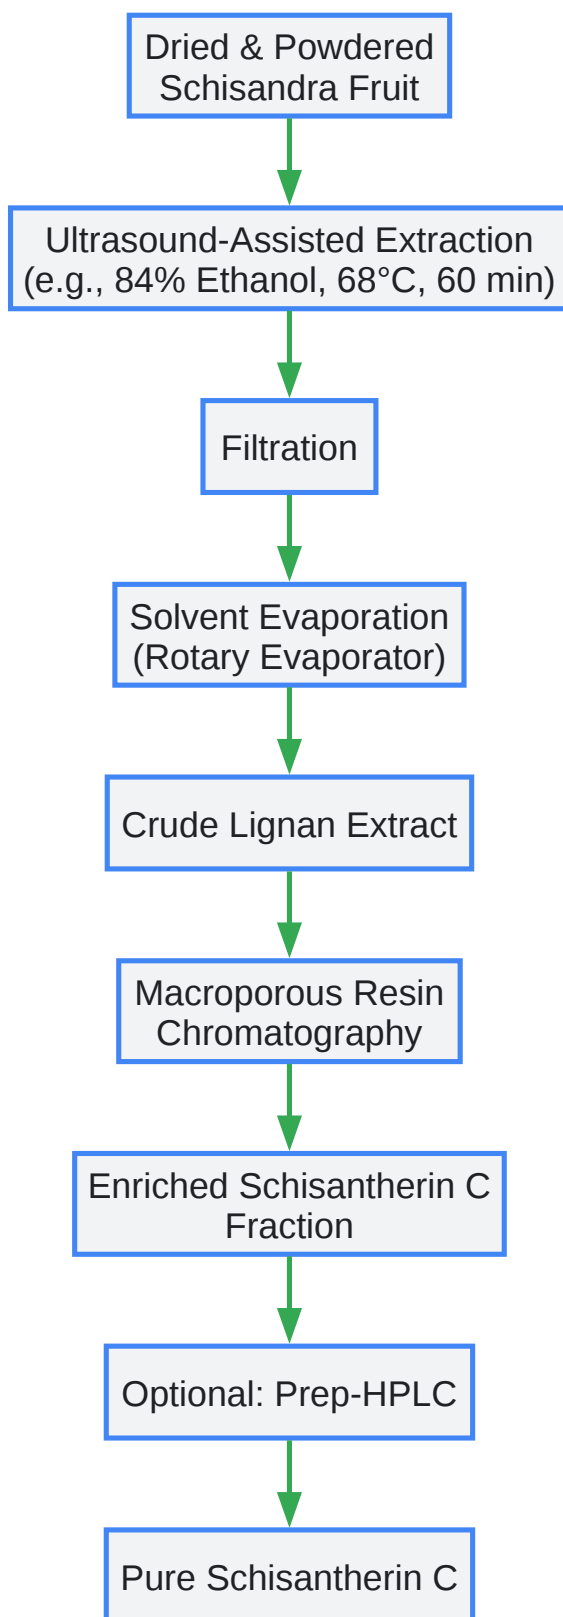 Dried & Powdered
Schisandra Fruit
Ultrasound-Assisted Extraction
(e.g., 84% Ethanol, 68°C, 60 min)
Filtration
Solvent Evaporation
(Rotary Evaporator)
Crude Lignan Extract
Macroporous Resin
Chromatography
Enriched Schisantherin C
Fraction
Optional: Prep-HPLC
Pure Schisantherin C